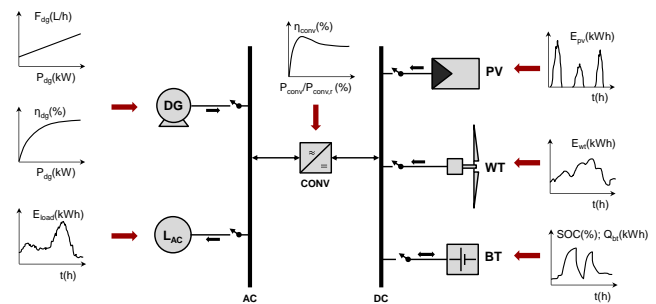 F_dg(L/h)
P_dg(kW)
η_dg(%)
P_dg(kW)
E_load(kWh)
t(h)
DG
L_AC
AC
η_conv(%)
P_conv/P_conv,r (%)
≈
=
CONV
DC
PV
WT
BT
E_pv(kWh)
t(h)
E_wt(kWh)
t(h)
SOC(%); Q_bt(kWh)
t(h)